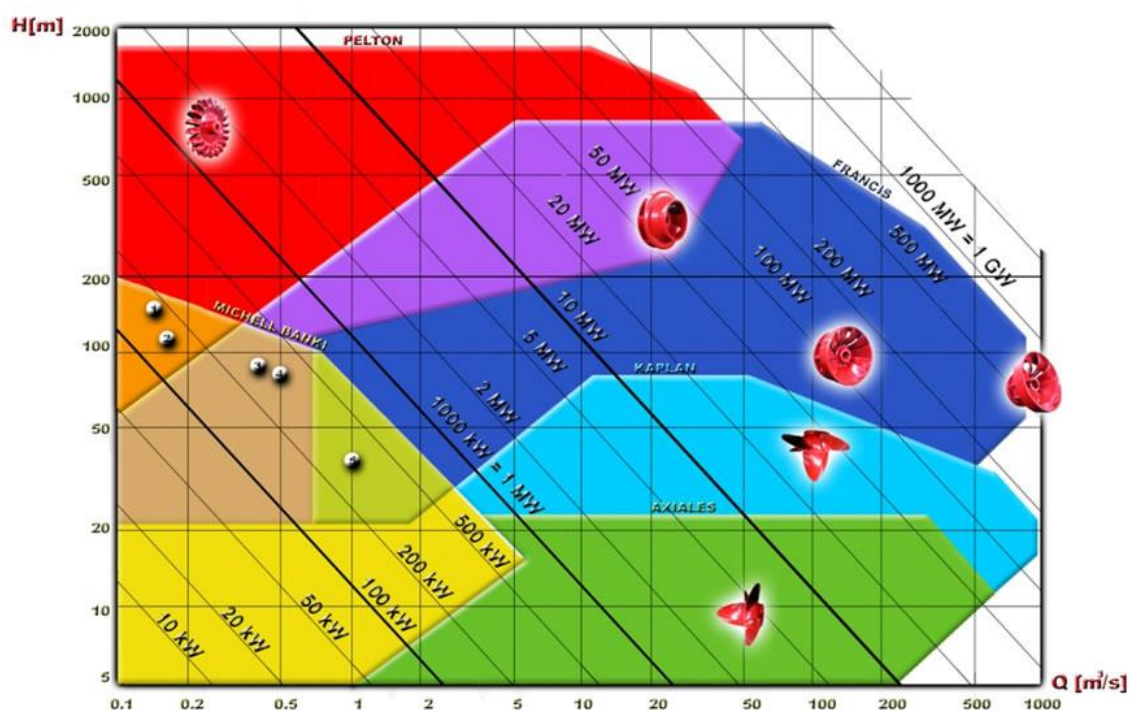 H[m]
2000
PELTON
1000
50 MW
500
FRANCIS
1000 MW = 1 GW
20 MW
100 MW
200 MW
500 MW
200
10 MW
MICHELL BANKI
1
2
100
5 MW
KAPLAN
2 MW
50
1000 kW = 1 MW
20
AXIALES
500 kW
200 kW
100 kW
50 kW
20 kW
10 kW
10
5
0.1 0.2 0.5 1 2 5 10 20 50 100 200 500 1000 Q [m³/s]